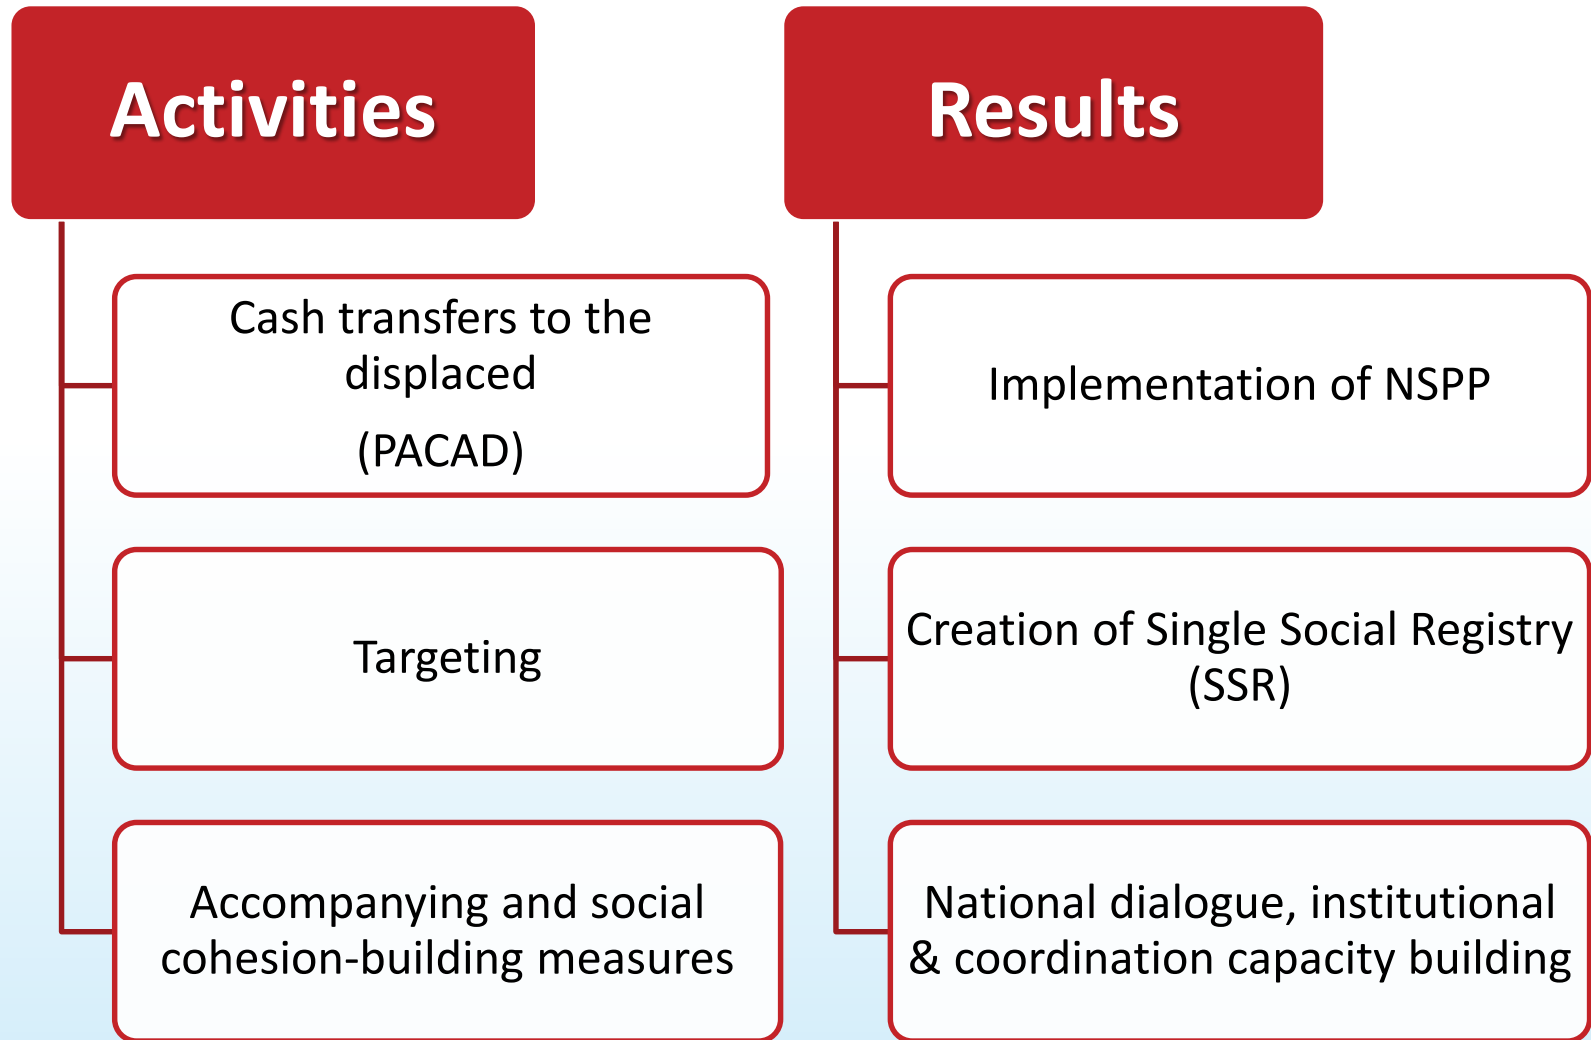 Activities
Cash transfers to the
displaced
(PACAD)
Targeting
Accompanying and social
cohesion-building measures
Results
Implementation of NSPP
Creation of Single Social Registry
(SSR)
National dialogue, institutional
& coordination capacity building